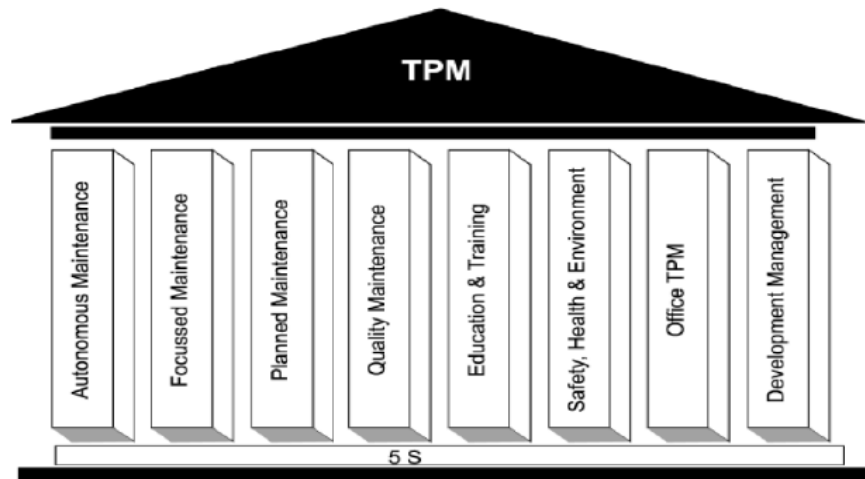 TPM
Autonomous Maintenance
Focussed Maintenance
Planned Maintenance
Quality Maintenance
Education & Training
Safety, Health & Environment
Office TPM
Development Management
5 S